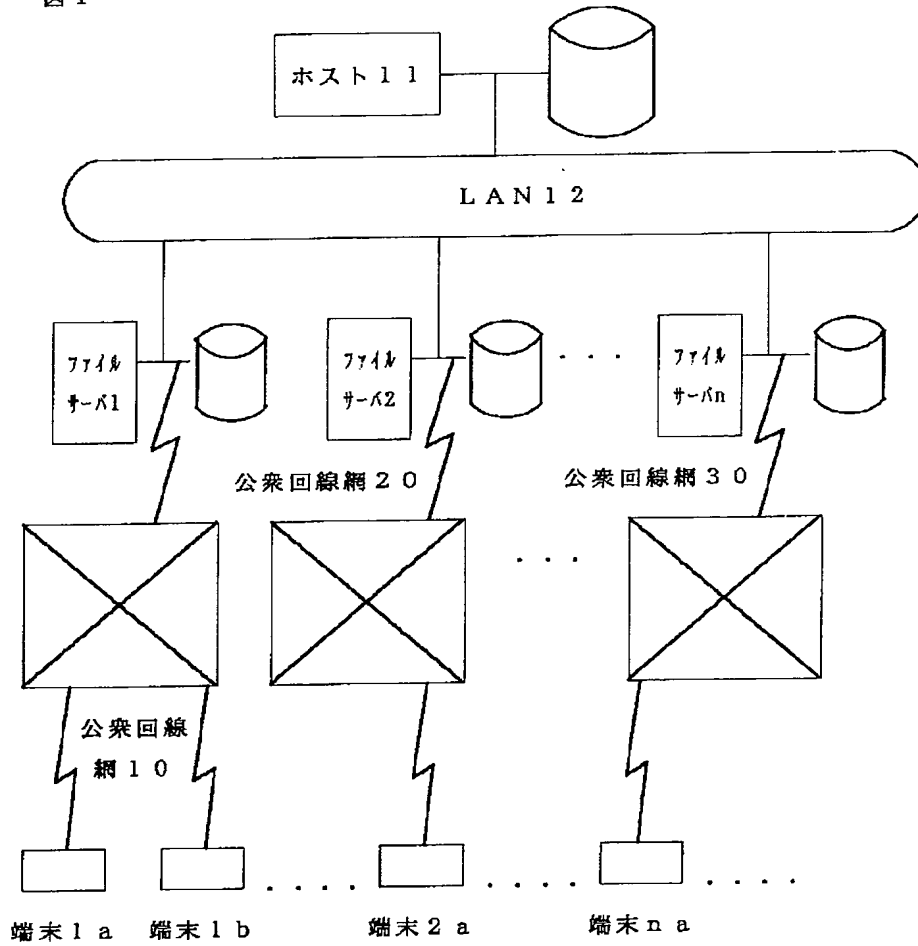 図1
ホスト11
LAN12
ファイル
サーバ1
ファイル
サーバ2
. . . .
ファイル
サーバn
公衆回線網20
公衆回線網30
. . .
公衆回線
網10
. . . . .
. . . . .
. . . . .
端末1a
端末1b
端末2a
端末na